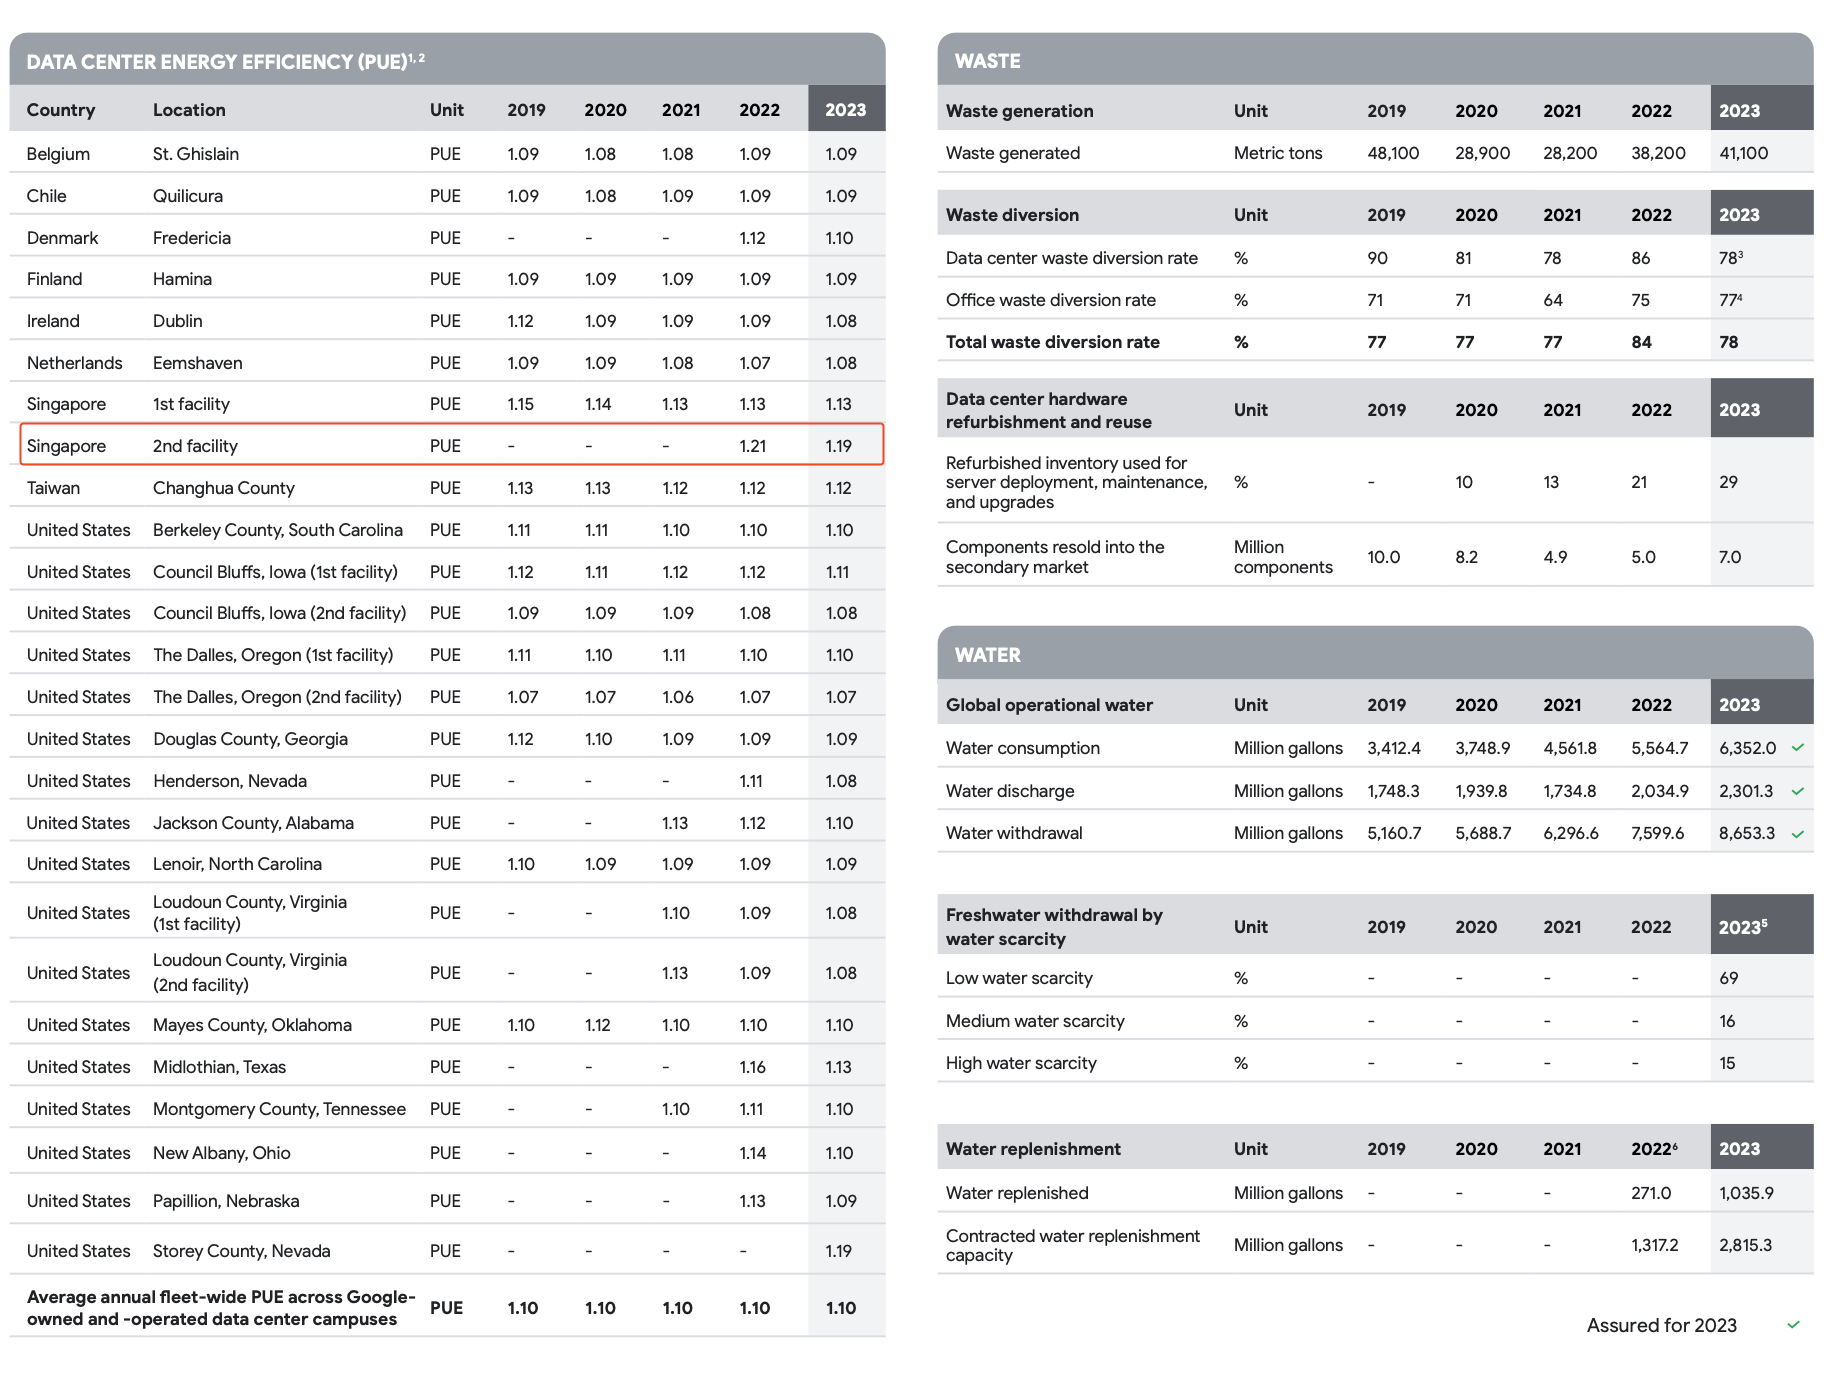 DATA CENTER ENERGY EFFICIENCY (PUE)1, 2
Country Location Unit 2019 2020 2021 2022 2023
Belgium St. Ghislain PUE 1.09 1.08 1.08 1.09 1.09
Chile Quilicura PUE 1.09 1.08 1.09 1.09 1.09
Denmark Fredericia PUE - - - 1.12 1.10
Finland Hamina PUE 1.09 1.09 1.09 1.09 1.09
Ireland Dublin PUE 1.12 1.09 1.09 1.09 1.08
Netherlands Eemshaven PUE 1.09 1.09 1.08 1.07 1.08
Singapore 1st facility PUE 1.15 1.14 1.13 1.13 1.13
Singapore 2nd facility PUE - - - 1.21 1.19
Taiwan Changhua County PUE 1.13 1.13 1.12 1.12 1.12
United States Berkeley County, South Carolina PUE 1.11 1.11 1.10 1.10 1.10
United States Council Bluffs, Iowa (1st facility) PUE 1.12 1.11 1.12 1.12 1.11
United States Council Bluffs, Iowa (2nd facility) PUE 1.09 1.09 1.09 1.08 1.08
United States The Dalles, Oregon (1st facility) PUE 1.11 1.10 1.11 1.10 1.10
United States The Dalles, Oregon (2nd facility) PUE 1.07 1.07 1.06 1.07 1.07
United States Douglas County, Georgia PUE 1.12 1.10 1.09 1.09 1.09
United States Henderson, Nevada PUE - - - 1.11 1.08
United States Jackson County, Alabama PUE - - 1.13 1.12 1.10
United States Lenoir, North Carolina PUE 1.10 1.09 1.09 1.09 1.09
Loudoun County, Virginia
United States (1st facility) PUE - - 1.10 1.09 1.08
Loudoun County, Virginia
United States (2nd facility) PUE - - 1.13 1.09 1.08
United States Mayes County, Oklahoma PUE 1.10 1.12 1.10 1.10 1.10
United States Midlothian, Texas PUE - - - 1.16 1.13
United States Montgomery County, Tennessee PUE - - 1.10 1.11 1.10
United States New Albany, Ohio PUE - - - 1.14 1.10
United States Papillion, Nebraska PUE - - - 1.13 1.09
United States Storey County, Nevada PUE - - - - 1.19
Average annual fleet-wide PUE across Google-
owned and -operated data center campuses PUE 1.10 1.10 1.10 1.10 1.10
WASTE
Waste generation Unit 2019 2020 2021 2022 2023
Waste generated Metric tons 48,100 28,900 28,200 38,200 41,100
Waste diversion Unit 2019 2020 2021 2022 2023
Data center waste diversion rate % 90 81 78 86 783
Office waste diversion rate % 71 71 64 75 774
Total waste diversion rate % 77 77 77 84 78
Data center hardware
refurbishment and reuse Unit 2019 2020 2021 2022 2023
Refurbished inventory used for
server deployment, maintenance, % - 10 13 21 29
and upgrades
Components resold into the Million
secondary market components 10.0 8.2 4.9 5.0 7.0
WATER
Global operational water Unit 2019 2020 2021 2022 2023
Water consumption Million gallons 3,412.4 3,748.9 4,561.8 5,564.7 6,352.0 ✓
Water discharge Million gallons 1,748.3 1,939.8 1,734.8 2,034.9 2,301.3 ✓
Water withdrawal Million gallons 5,160.7 5,688.7 6,296.6 7,599.6 8,653.3 ✓
Freshwater withdrawal by
water scarcity Unit 2019 2020 2021 2022 20235
Low water scarcity % - - - - 69
Medium water scarcity % - - - - 16
High water scarcity % - - - - 15
Water replenishment Unit 2019 2020 2021 20226 2023
Water replenished Million gallons - - - 271.0 1,035.9
Contracted water replenishment
capacity Million gallons - - - 1,317.2 2,815.3
Assured for 2023 ✓